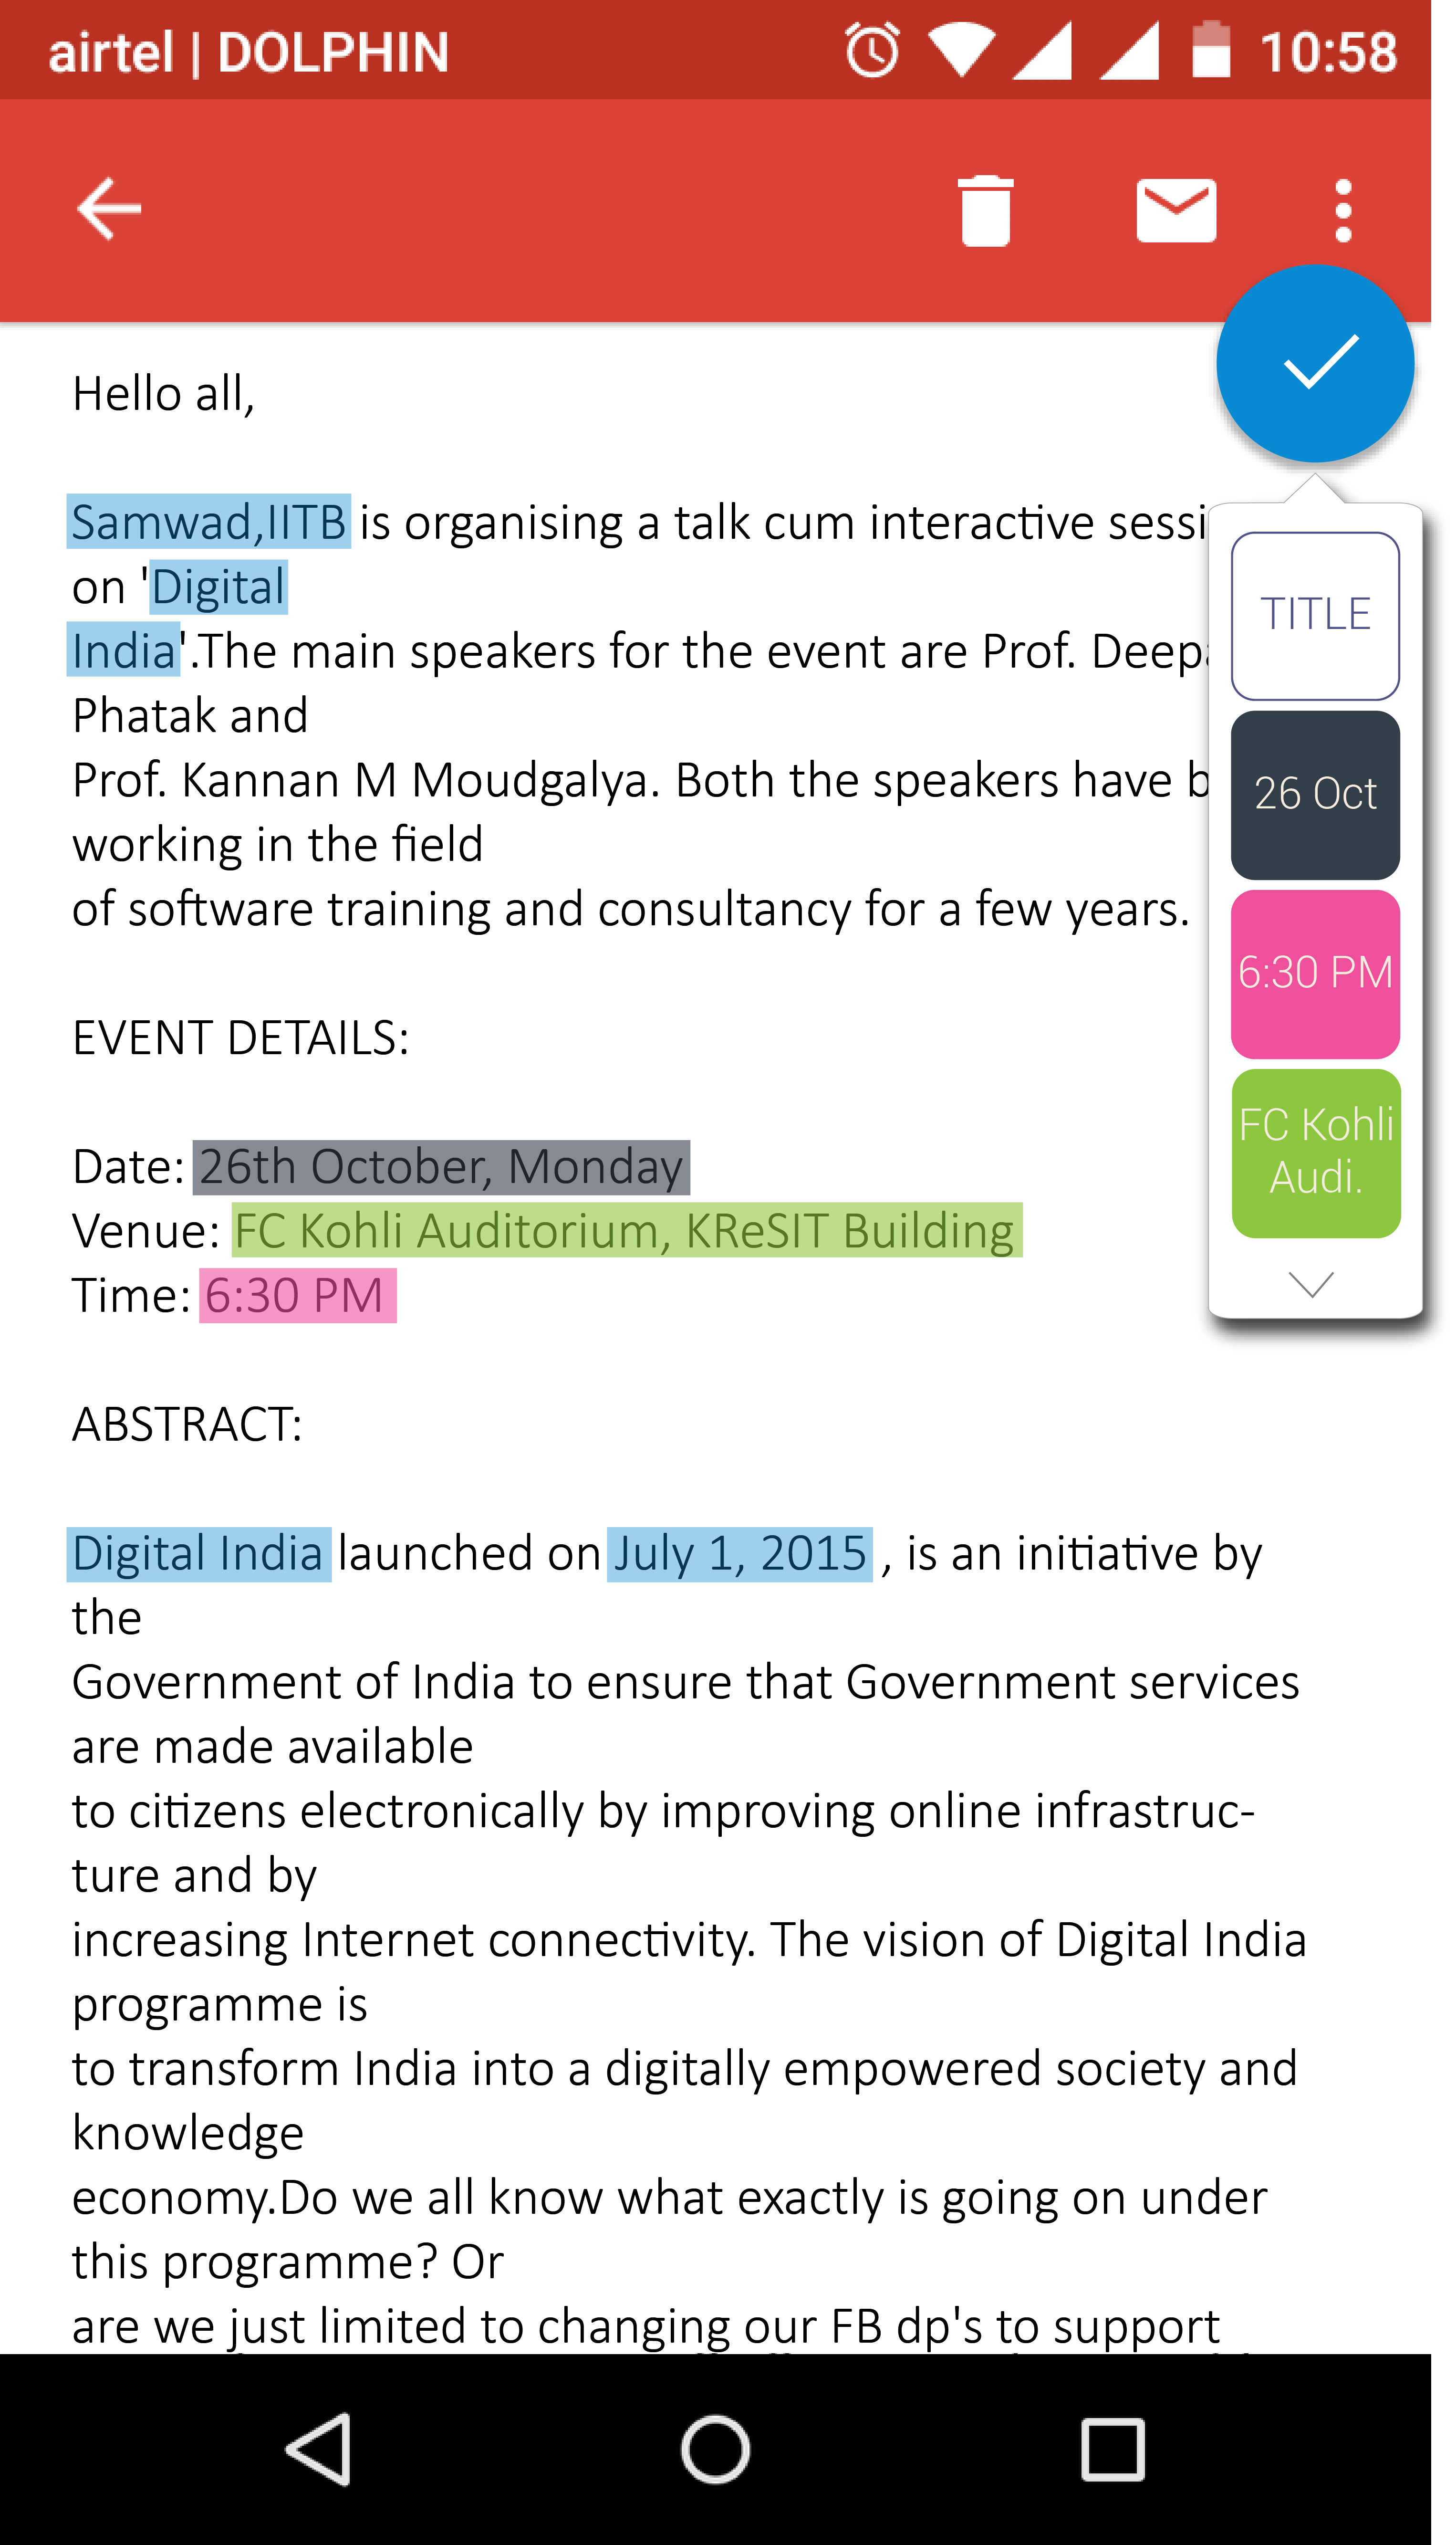 airtel | DOLPHIN 10:58
Hello all,
Samwad,IITB is organising a talk cum interactive
on 'Digital
India'.The main speakers for the event are Prof.
Phatak and
Prof. Kannan M Moudgalya. Both the speakers have
working in the field
of software training and consultancy for a few years.
EVENT DETAILS:
Date: 26th October, Monday
Venue: FC Kohli Auditorium, KReSIT Building
Time: 6:30 PM
TITLE
26 Oct
6:30 PM
FC Kohli
Audi.
ABSTRACT:
Digital India launched on July 1, 2015 , is an initiative by
the
Government of India to ensure that Government services
are made available
to citizens electronically by improving online infrastruc-
ture and by
increasing Internet connectivity. The vision of Digital India
programme is
to transform India into a digitally empowered society and
knowledge
economy.Do we all know what exactly is going on under
this programme? Or
are we just limited to changing our FB dp's to support